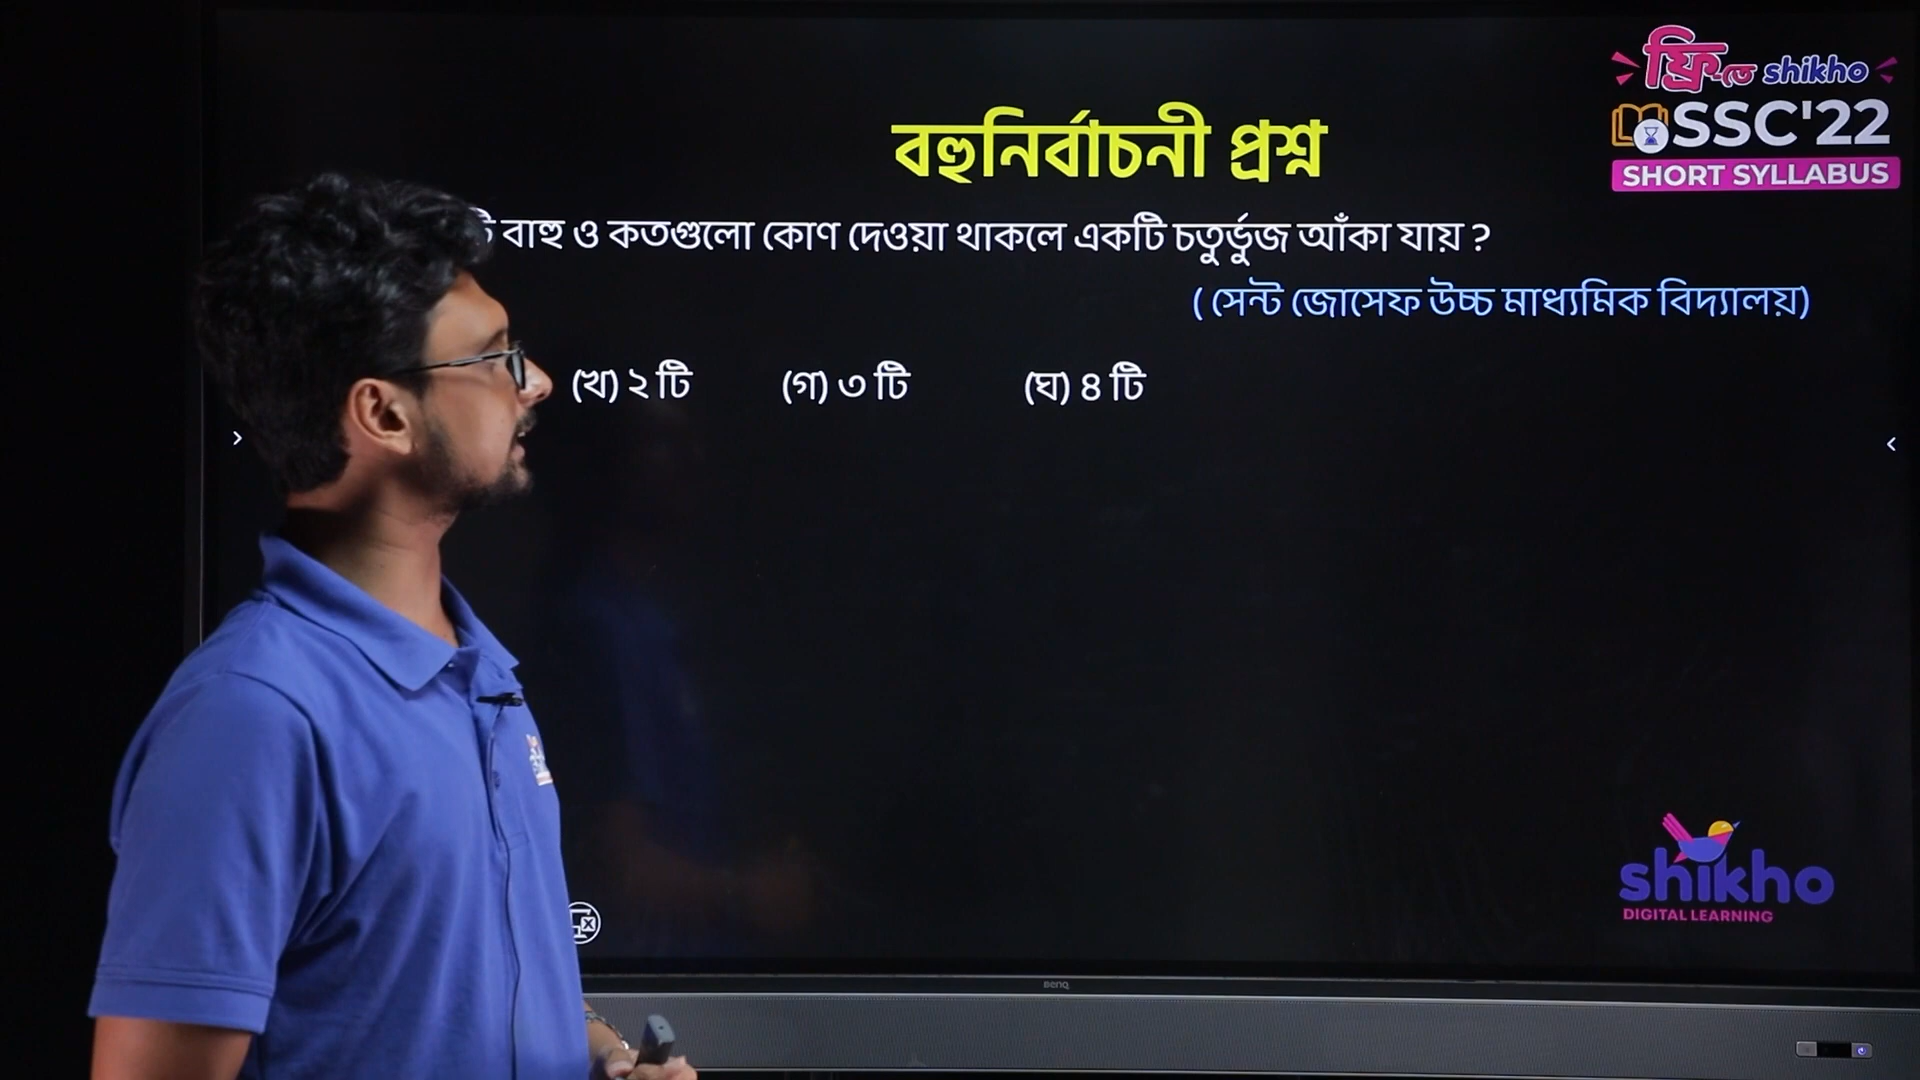 ফ্রি-তে shikho
SSC'22
SHORT SYLLABUS
বহুনির্বাচনী প্রশ্ন
টি বাহু ও কতগুলো কোণ দেওয়া থাকলে একটি চতুর্ভুজ আঁকা যায় ?
( সেন্ট জোসেফ উচ্চ মাধ্যমিক বিদ্যালয়)
(খ) ২ টি (গ) ৩ টি (ঘ) ৪ টি
shikho
DIGITAL LEARNING
BenQ